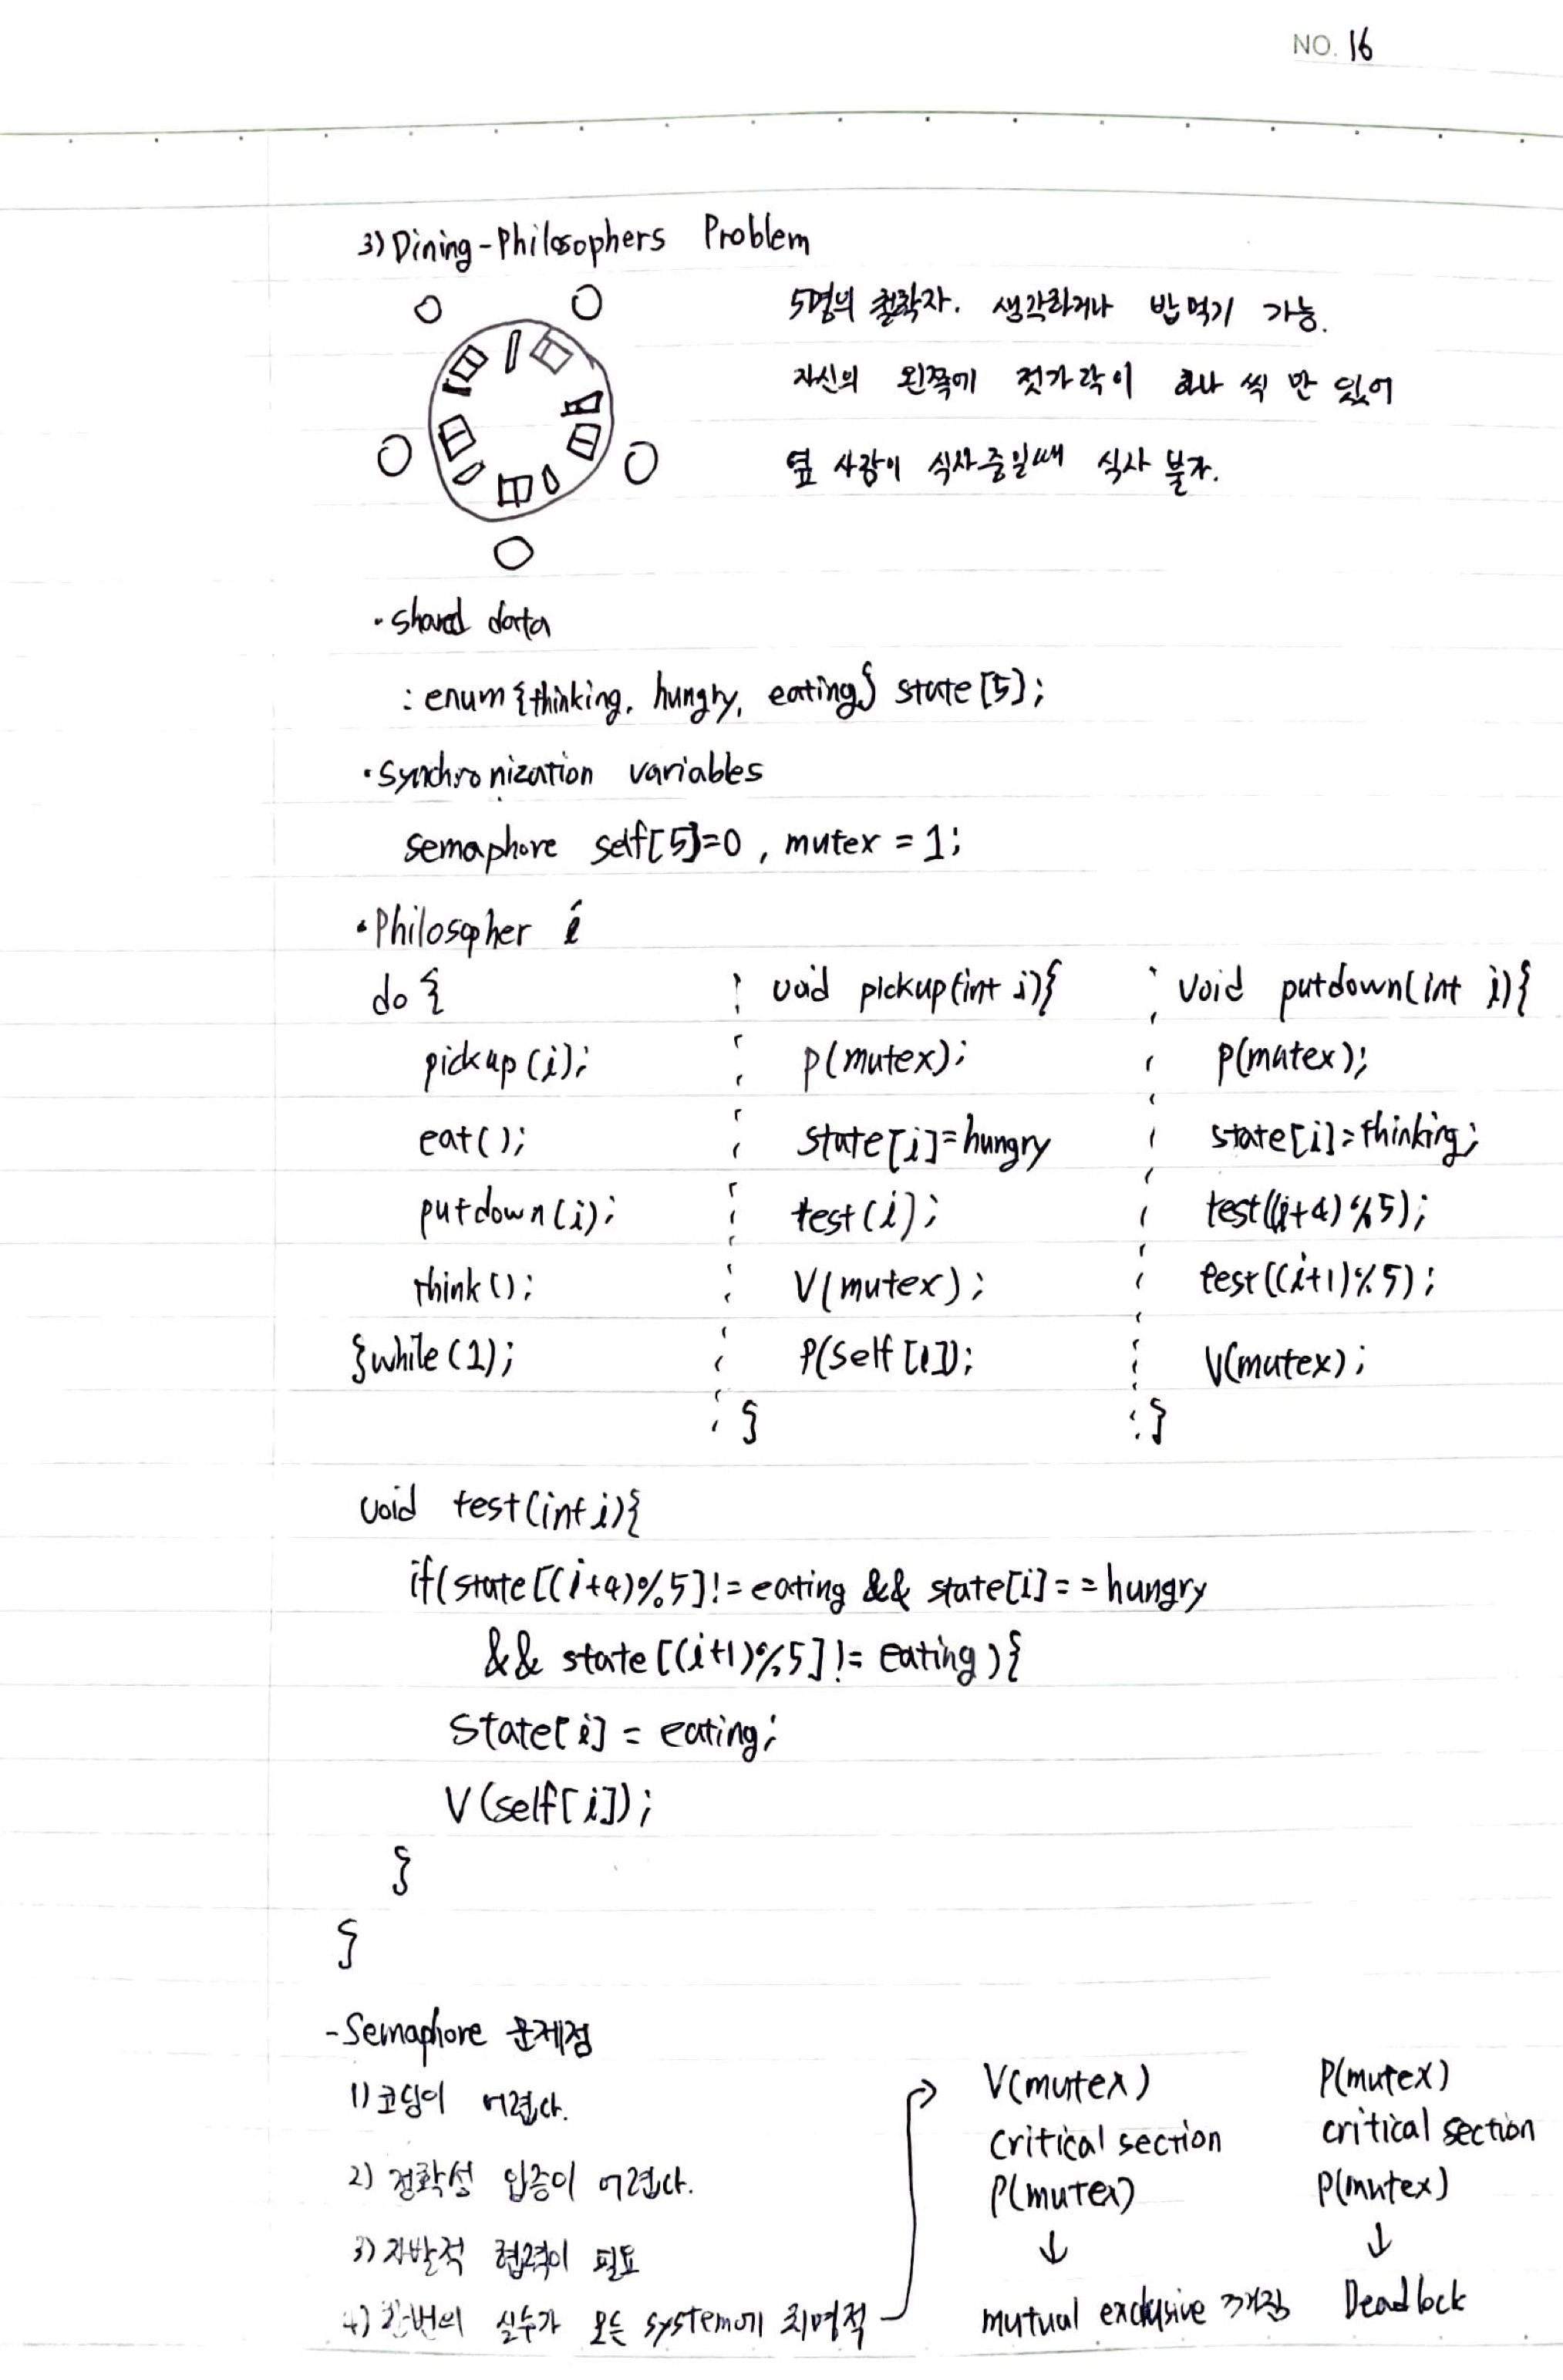 NO. 16
3) Dining-Philosophers Problem
5명의 철학자. 생각하거나 밥 먹기 가능.
자신의 왼쪽에 젓가락이 하나 씩 만 있어
옆 사람이 식사 중일때 식사 불가.
• shared data
: enum {thinking, hungry, eating} state[5];
• Synchronization variables
semaphore self[5]=0, mutex = 1;
• Philosopher i
do {
pickup(i);
eat();
putdown(i);
think();
}while(1);
void pickup(int i){
P(mutex);
state[i]=hungry
test(i);
V(mutex);
P(self[i]);
}
void putdown(int i){
P(mutex);
state[i]=thinking;
test((i+4)%5);
test((i+1)%5);
V(mutex);
}
void test(int i){
if(state[(i+4)%5]!=eating && state[i]==hungry
&& state[(i+1)%5]!=eating){
state[i] = eating;
V(self[i]);
}
}
- Semaphore 문제점
1) 코딩이 어렵다.
2) 정확성 입증이 어렵다.
3) 자발적 협력이 필요
4) 한번의 실수가 모든 system에 치명적
V(mutex)
critical section
P(mutex)
↓
mutual exclusive 깨짐
P(mutex)
critical section
P(mutex)
↓
Deadlock